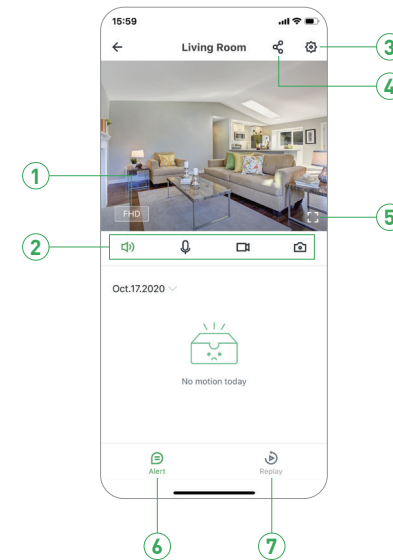 15:59
Living Room
3
4
1
FHD
5
2
Oct.17.2020
No motion today
Alert
Replay
6
7